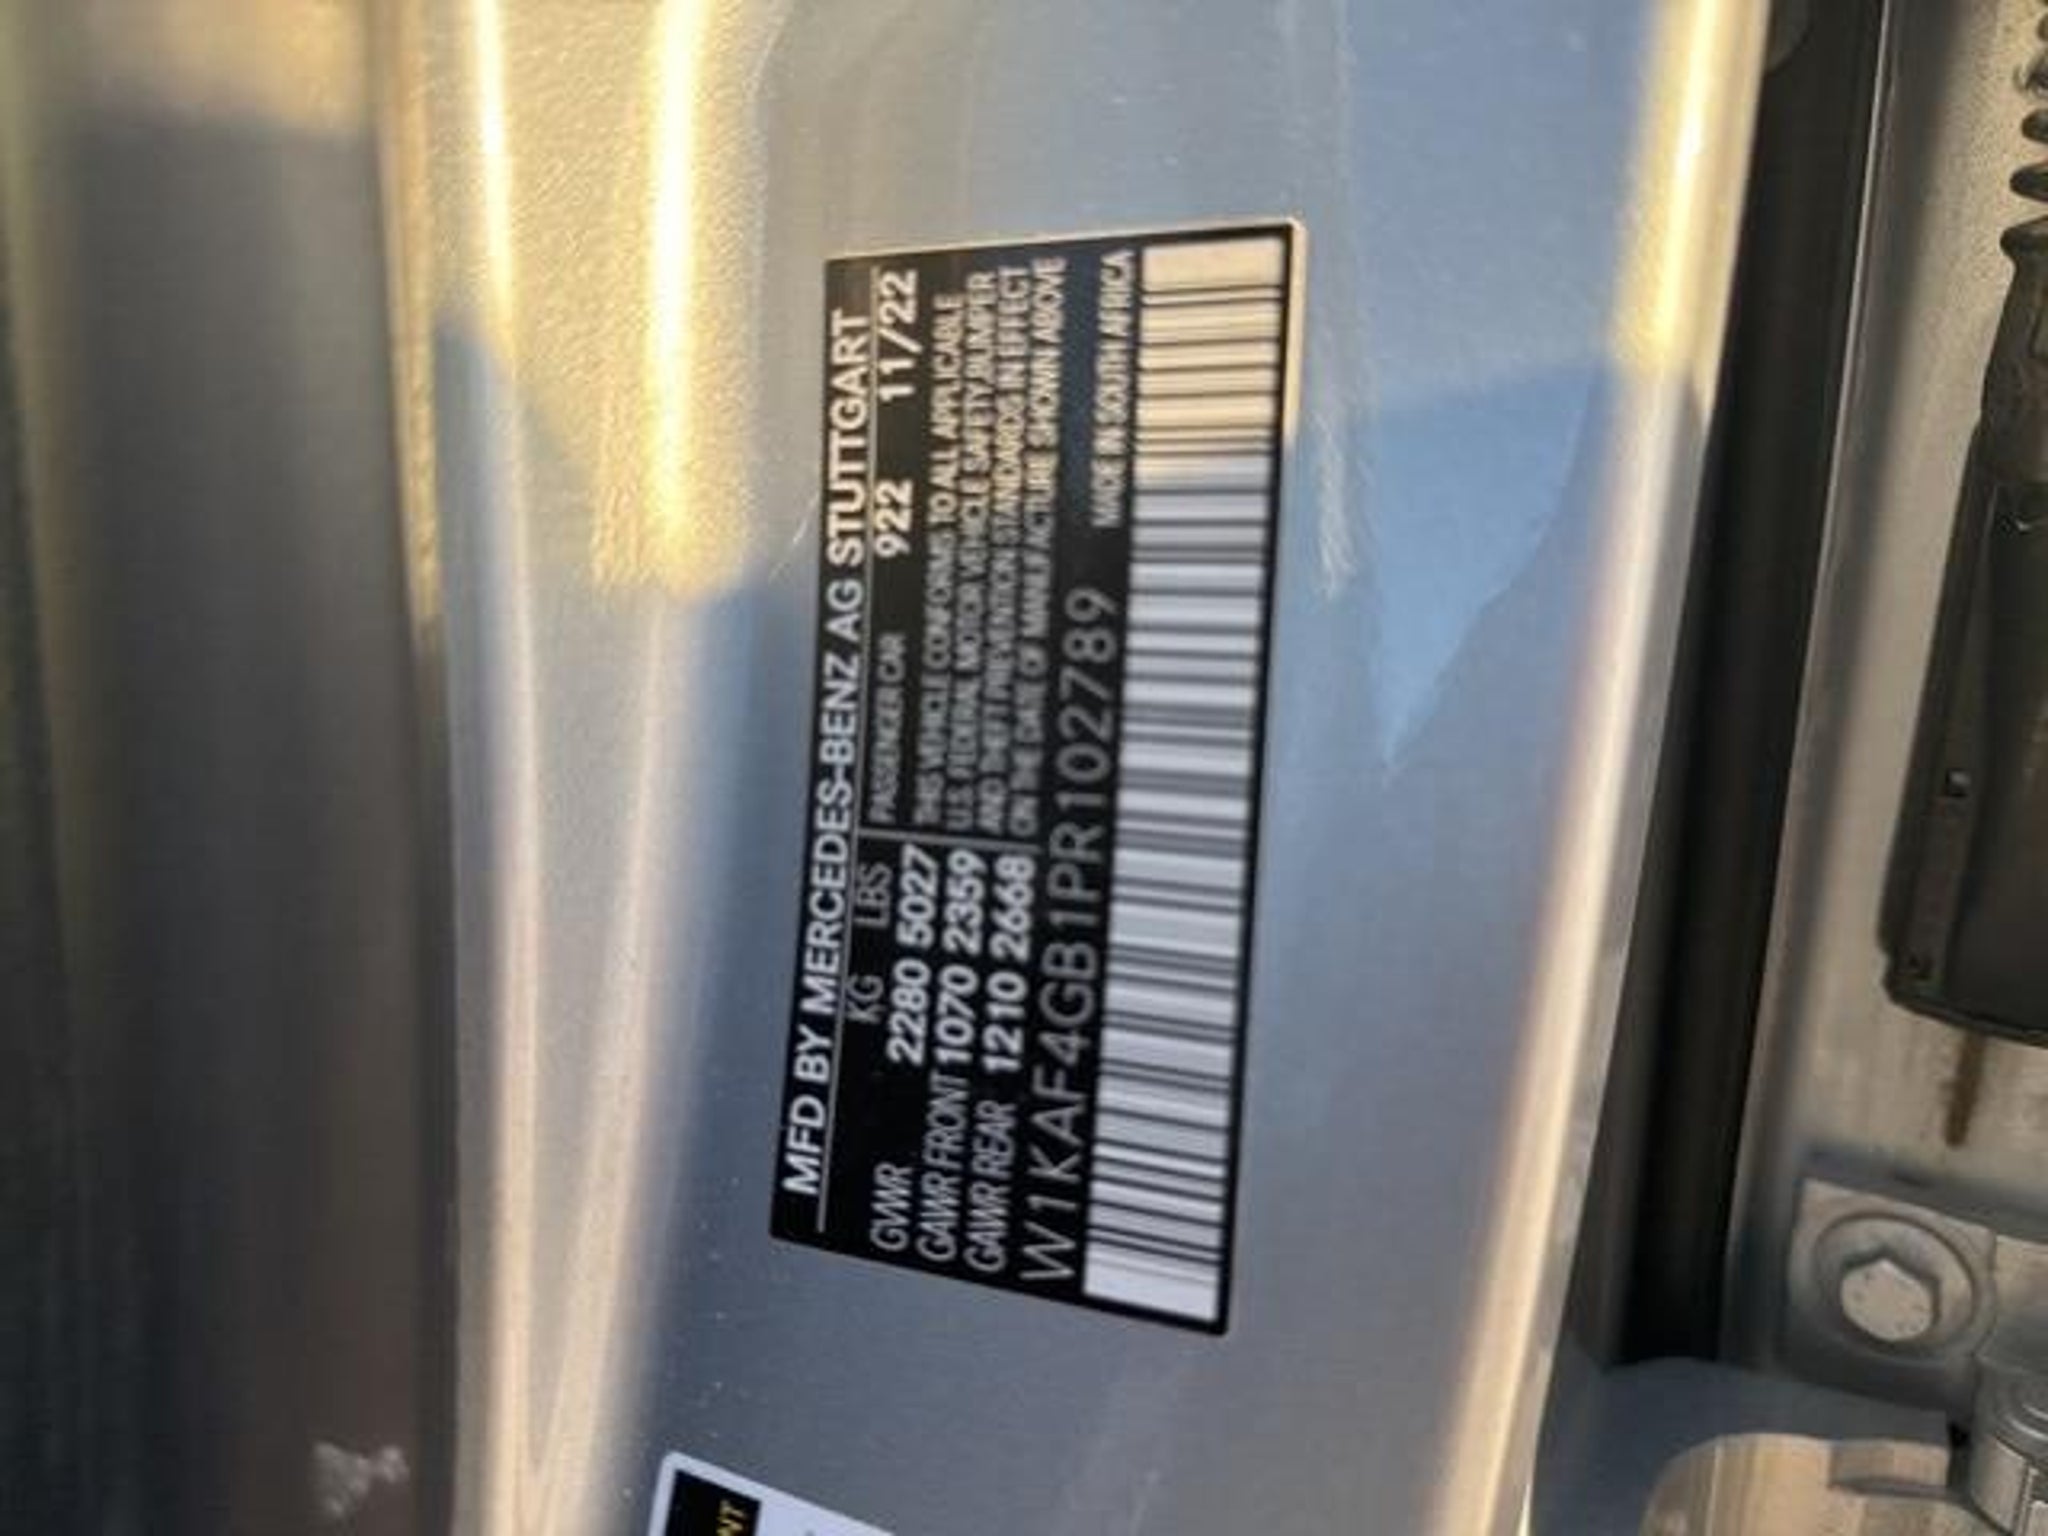 MFD BY MERCEDES-BENZ AG STUTTGART
KG LBS PASSENGER CAR 922 11/22
GVWR 2280 5027
GAWR FRONT 1070 2359
GAWR REAR 1210 2668
THIS VEHICLE CONFORMS TO ALL APPLICABLE
U.S. FEDERAL MOTOR VEHICLE SAFETY, BUMPER
AND THEFT PREVENTION STANDARDS IN EFFECT
ON THE DATE OF MANUFACTURE SHOWN ABOVE
W1KAF4GB1PR102789 MADE IN SOUTH AFRICA